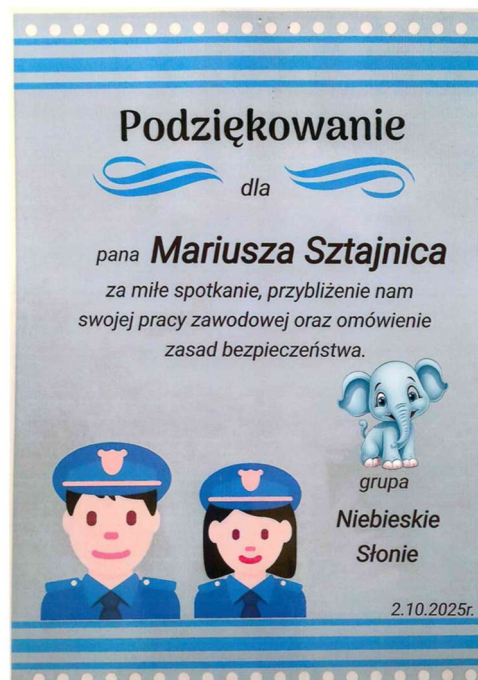 Podziękowanie
dla
pana Mariusza Sztajnica
za miłe spotkanie, przybliżenie nam
swojej pracy zawodowej oraz omówienie
zasad bezpieczeństwa.
grupa
Niebieskie
Słonie
2.10.2025r.